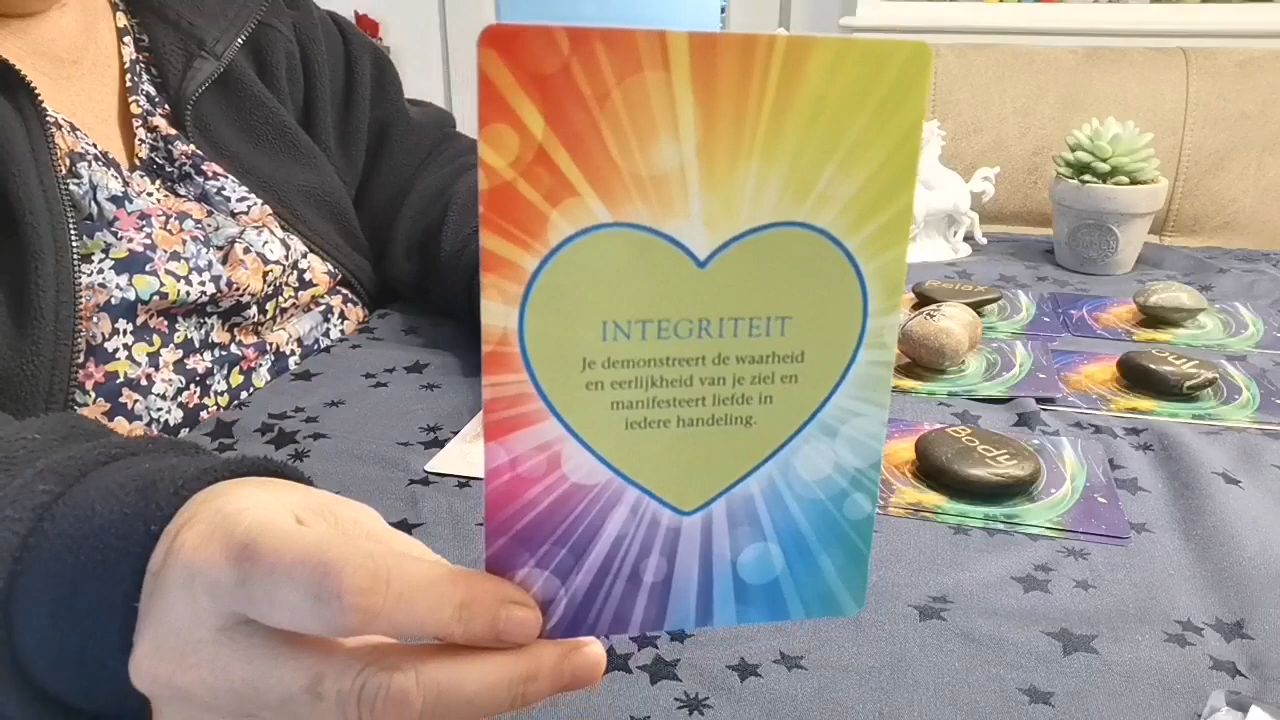 INTEGRITEIT
Je demonstreert de waarheid
en eerlijkheid van je ziel en
manifesteert liefde in
iedere handeling.
Relax
Body